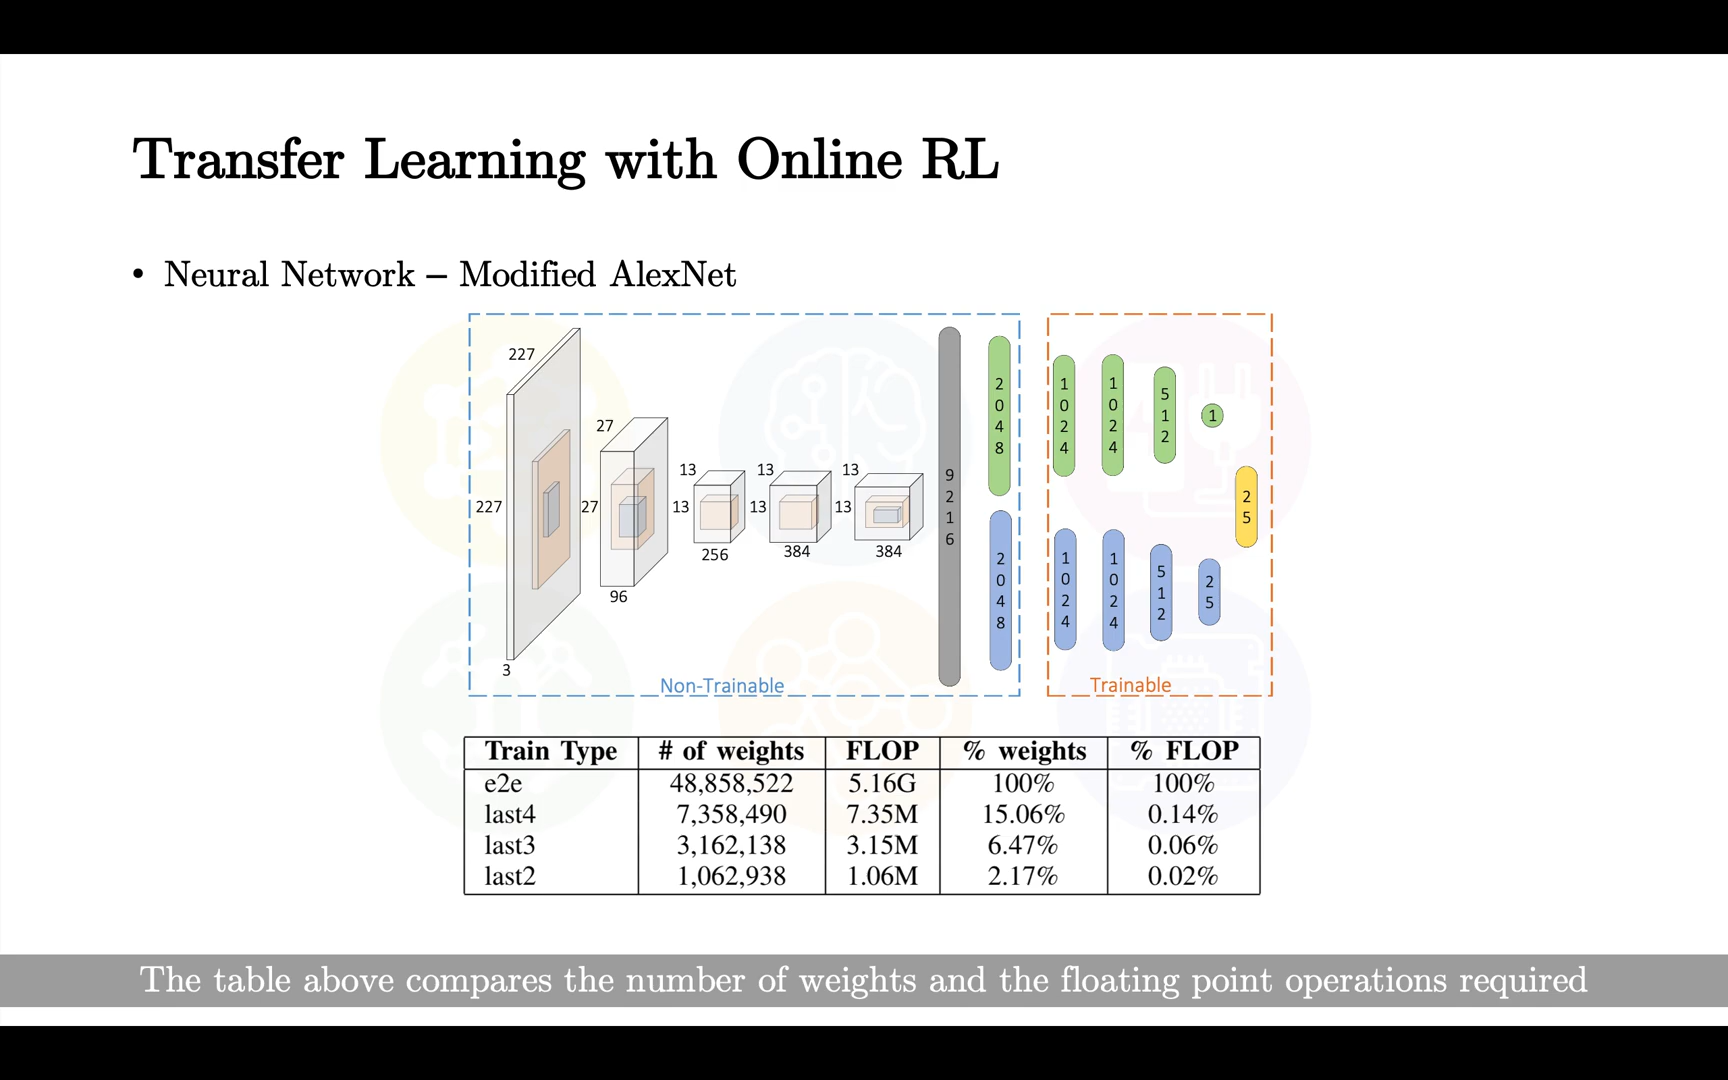 Transfer Learning with Online RL
• Neural Network – Modified AlexNet
227
227
3
27
27
96
13
13
256
13
13
384
13
13
384
9216
2048
2048
Non-Trainable
1024
1024
512
1
1024
1024
512
25
25
Trainable
Train Type # of weights FLOP % weights % FLOP
e2e 48,858,522 5.16G 100% 100%
last4 7,358,490 7.35M 15.06% 0.14%
last3 3,162,138 3.15M 6.47% 0.06%
last2 1,062,938 1.06M 2.17% 0.02%
The table above compares the number of weights and the floating point operations required